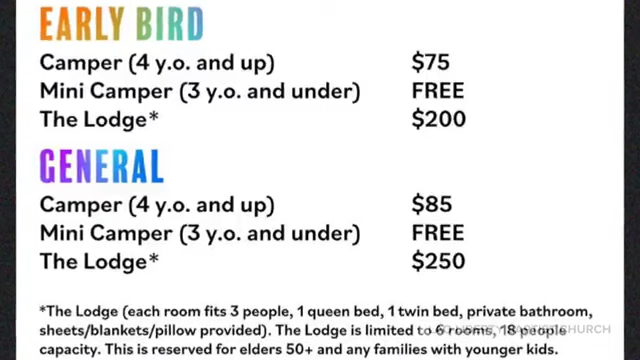 EARLY BIRD
Camper (4 y.o. and up) $75
Mini Camper (3 y.o. and under) FREE
The Lodge* $200
GENERAL
Camper (4 y.o. and up) $85
Mini Camper (3 y.o. and under) FREE
The Lodge* $250
*The Lodge (each room fits 3 people, 1 queen bed, 1 twin bed, private bathroom,
sheets/blankets/pillow provided). The Lodge is limited to 6 rooms, 18 people
capacity. This is reserved for elders 50+ and any families with younger kids.
LIBERTY BAPTIST CHURCH